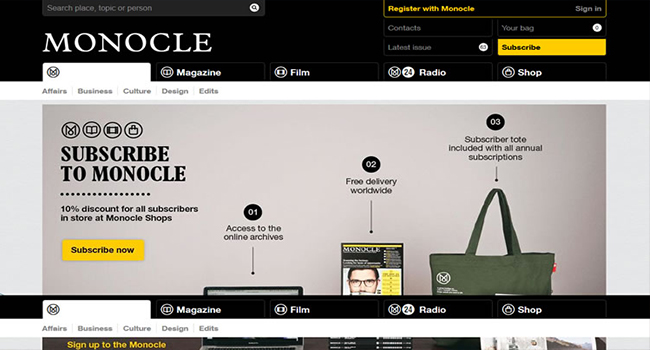 Search place, topic or person
Register with Monocle
Sign in
MONOCLE
Contacts
Your bag
0
Latest issue
Subscribe
Magazine
Film
24 Radio
Shop
Affairs
Business
Culture
Design
Edits
SUBSCRIBE
TO MONOCLE
10% discount for all subscribers
in store at Monocle Shops
Subscribe now
01
Access to the
online archives
02
Free delivery
worldwide
03
Subscriber tote
included with all annual
subscriptions
MONOCLE
Magazine
Film
24 Radio
Shop
Affairs
Business
Culture
Design
Edits
Sign up to the Monocle